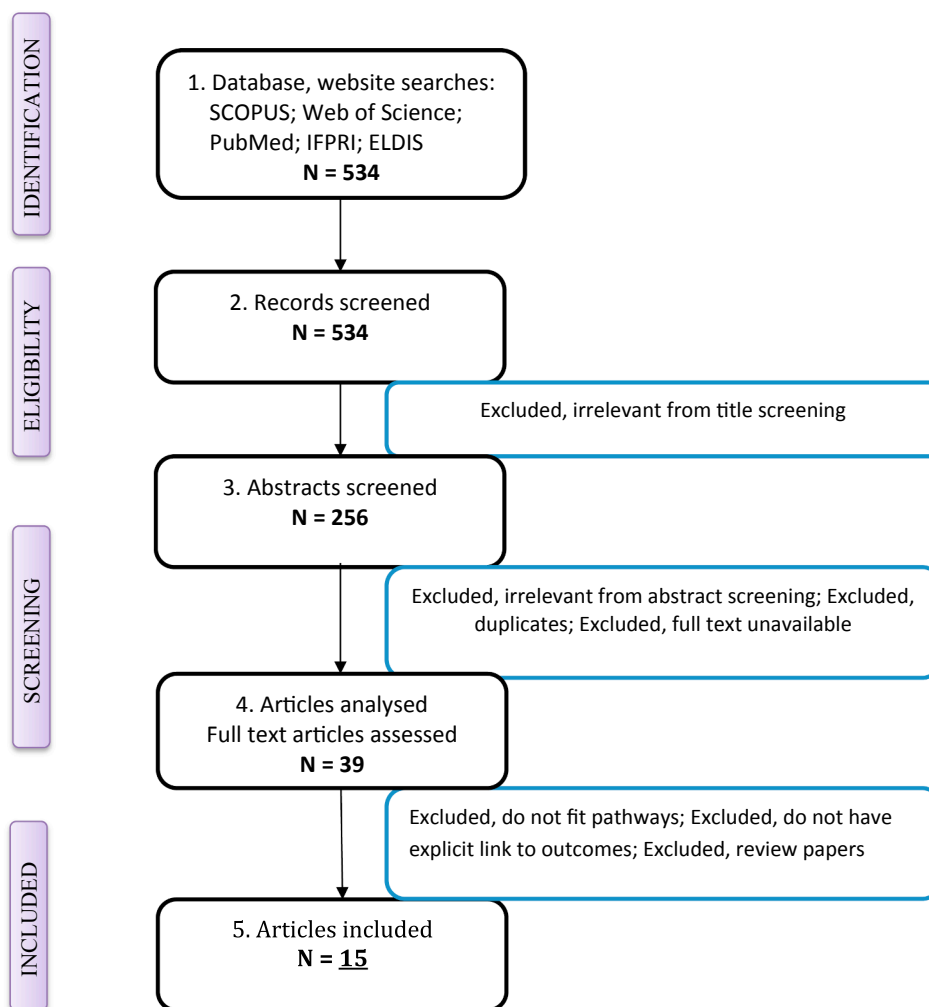 IDENTIFICATION
1. Database, website searches:
SCOPUS; Web of Science;
PubMed; IFPRI; ELDIS
N = 534
ELIGIBILITY
2. Records screened
N = 534
Excluded, irrelevant from title screening
3. Abstracts screened
N = 256
SCREENING
Excluded, irrelevant from abstract screening; Excluded,
duplicates; Excluded, full text unavailable
4. Articles analysed
Full text articles assessed
N = 39
Excluded, do not fit pathways; Excluded, do not have
explicit link to outcomes; Excluded, review papers
INCLUDED
5. Articles included
N = 15